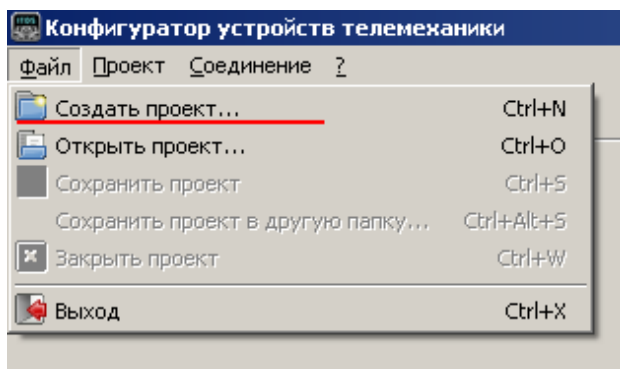 Конфигуратор устройств телемеханики
Файл Проект Соединение ?
Создать проект... Ctrl+N
Открыть проект... Ctrl+O
Сохранить проект Ctrl+S
Сохранить проект в другую папку... Ctrl+Alt+S
Закрыть проект Ctrl+W
Выход Ctrl+X